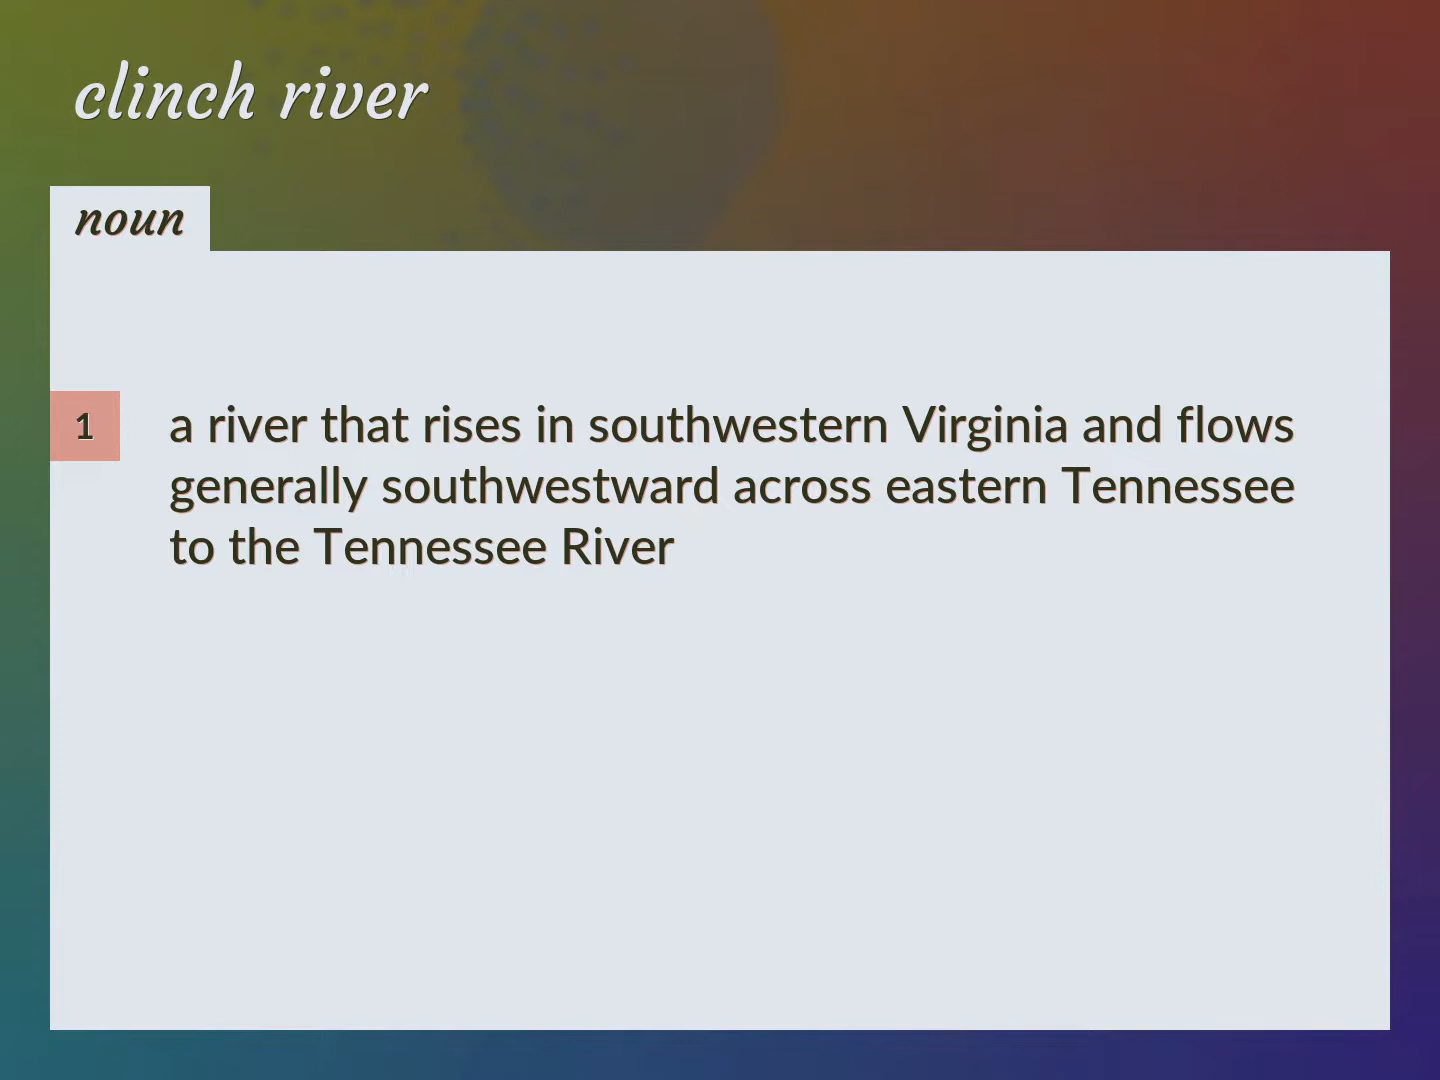 clinch river
noun
1 a river that rises in southwestern Virginia and flows
generally southwestward across eastern Tennessee
to the Tennessee River